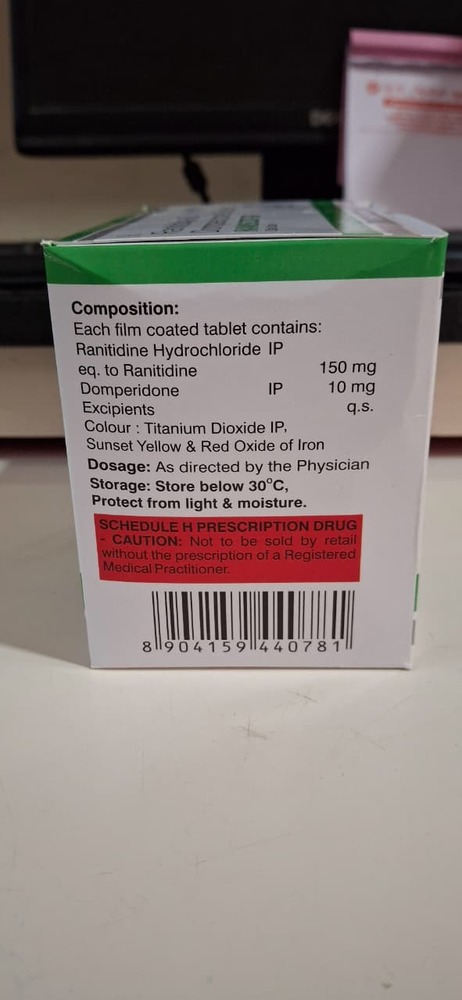 Composition:
Each film coated tablet contains:
Ranitidine Hydrochloride IP
eq. to Ranitidine 150 mg
Domperidone IP 10 mg
Excipients q.s.
Colour : Titanium Dioxide IP,
Sunset Yellow & Red Oxide of Iron
Dosage: As directed by the Physician
Storage: Store below 30°C,
Protect from light & moisture.
SCHEDULE H PRESCRIPTION DRUG
- CAUTION: Not to be sold by retail
without the prescription of a Registered
Medical Practitioner.
8 904159 440781